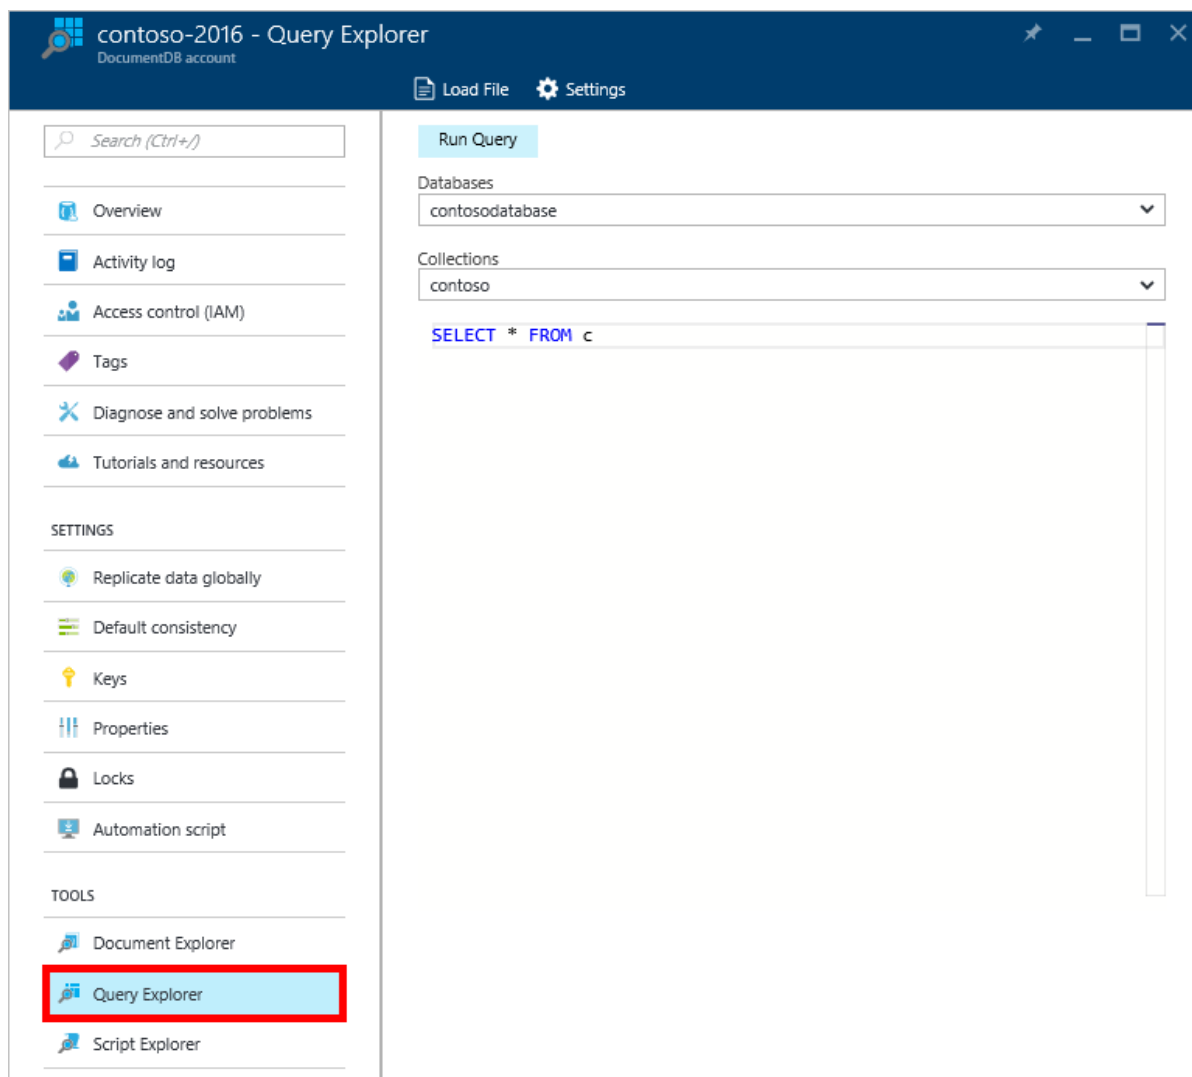 contoso-2016 - Query Explorer
DocumentDB account
Load File Settings
Search (Ctrl+/)
Overview
Activity log
Access control (IAM)
Tags
Diagnose and solve problems
Tutorials and resources
SETTINGS
Replicate data globally
Default consistency
Keys
Properties
Locks
Automation script
TOOLS
Document Explorer
Query Explorer
Script Explorer
Run Query
Databases
contosodatabase
Collections
contoso
SELECT * FROM c